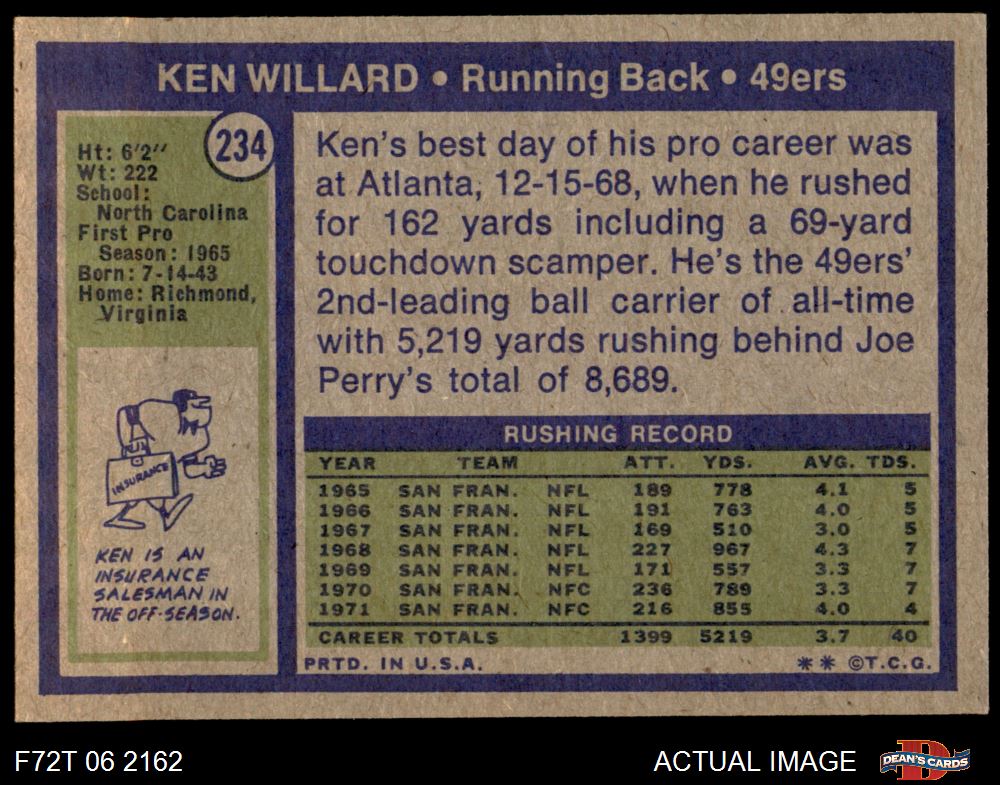 KEN WILLARD • Running Back • 49ers
234
Ht: 6'2"
Wt: 222
School:
North Carolina
First Pro
Season: 1965
Born: 7-14-43
Home: Richmond,
Virginia
INSURANCE
KEN IS AN
INSURANCE
SALESMAN IN
THE OFF-SEASON.
Ken's best day of his pro career was
at Atlanta, 12-15-68, when he rushed
for 162 yards including a 69-yard
touchdown scamper. He's the 49ers'
2nd-leading ball carrier of all-time
with 5,219 yards rushing behind Joe
Perry's total of 8,689.
RUSHING RECORD
YEAR TEAM ATT. YDS. AVG. TDS.
1965 SAN FRAN. NFL 189 778 4.1 5
1966 SAN FRAN. NFL 191 763 4.0 5
1967 SAN FRAN. NFL 169 510 3.0 5
1968 SAN FRAN. NFL 227 967 4.3 7
1969 SAN FRAN. NFL 171 557 3.3 7
1970 SAN FRAN. NFC 236 789 3.3 7
1971 SAN FRAN. NFC 216 855 4.0 4
CAREER TOTALS 1399 5219 3.7 40
PRTD. IN U.S.A. ** ©T.C.G.
F72T 06 2162 ACTUAL IMAGE DEAN'S CARDS